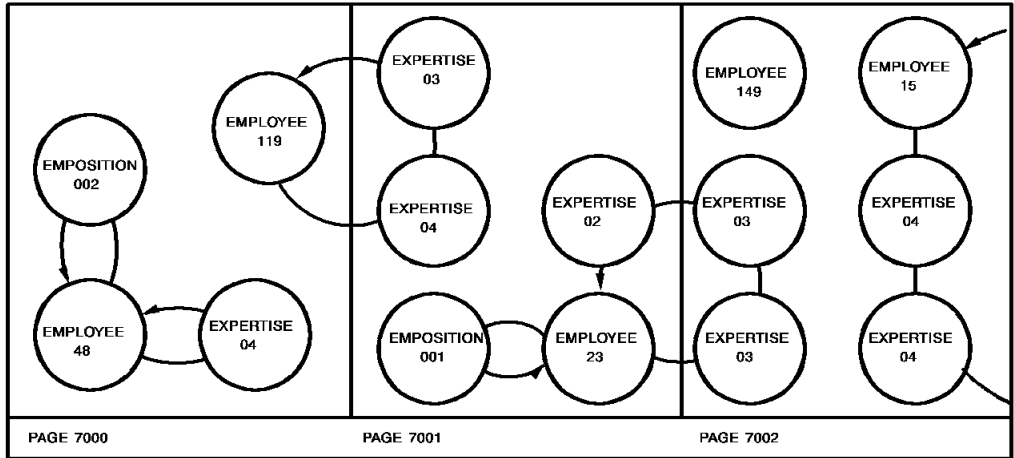 EMPOSITION
002
EMPLOYEE
119
EMPLOYEE
48
EXPERTISE
04
PAGE 7000
EXPERTISE
03
EXPERTISE
04
EXPERTISE
02
EMPOSITION
001
EMPLOYEE
23
PAGE 7001
EMPLOYEE
149
EMPLOYEE
15
EXPERTISE
03
EXPERTISE
04
EXPERTISE
03
EXPERTISE
04
PAGE 7002